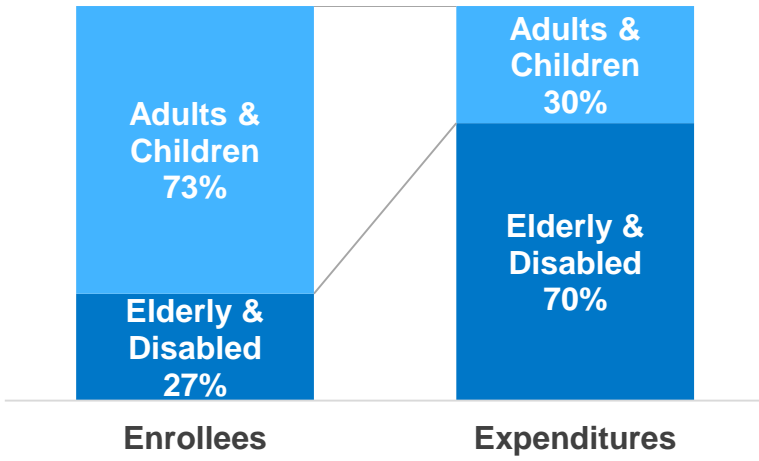 Adults &
Children
73%
Elderly &
Disabled
27%
Adults &
Children
30%
Elderly &
Disabled
70%
Enrollees
Expenditures